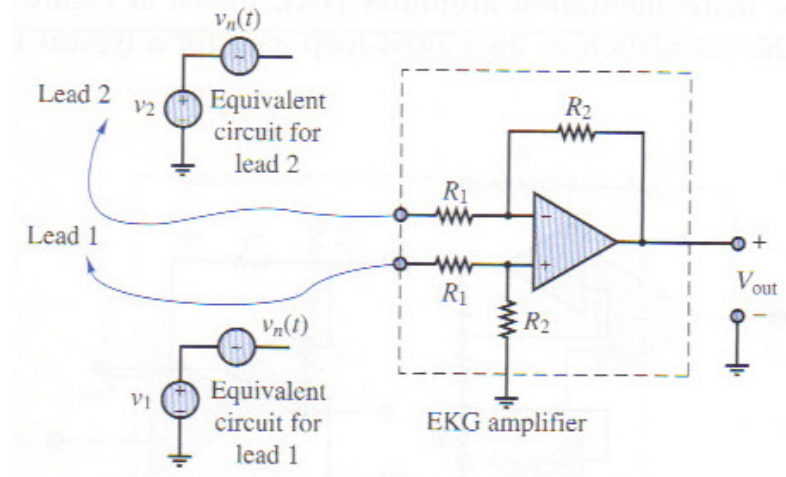 vn(t)
Lead 2
v2
+
−
Equivalent
circuit for
lead 2
R2
R1
−
Lead 1
+
R1
+
Vout
−
R2
vn(t)
v1
+
−
Equivalent
circuit for
lead 1
EKG amplifier